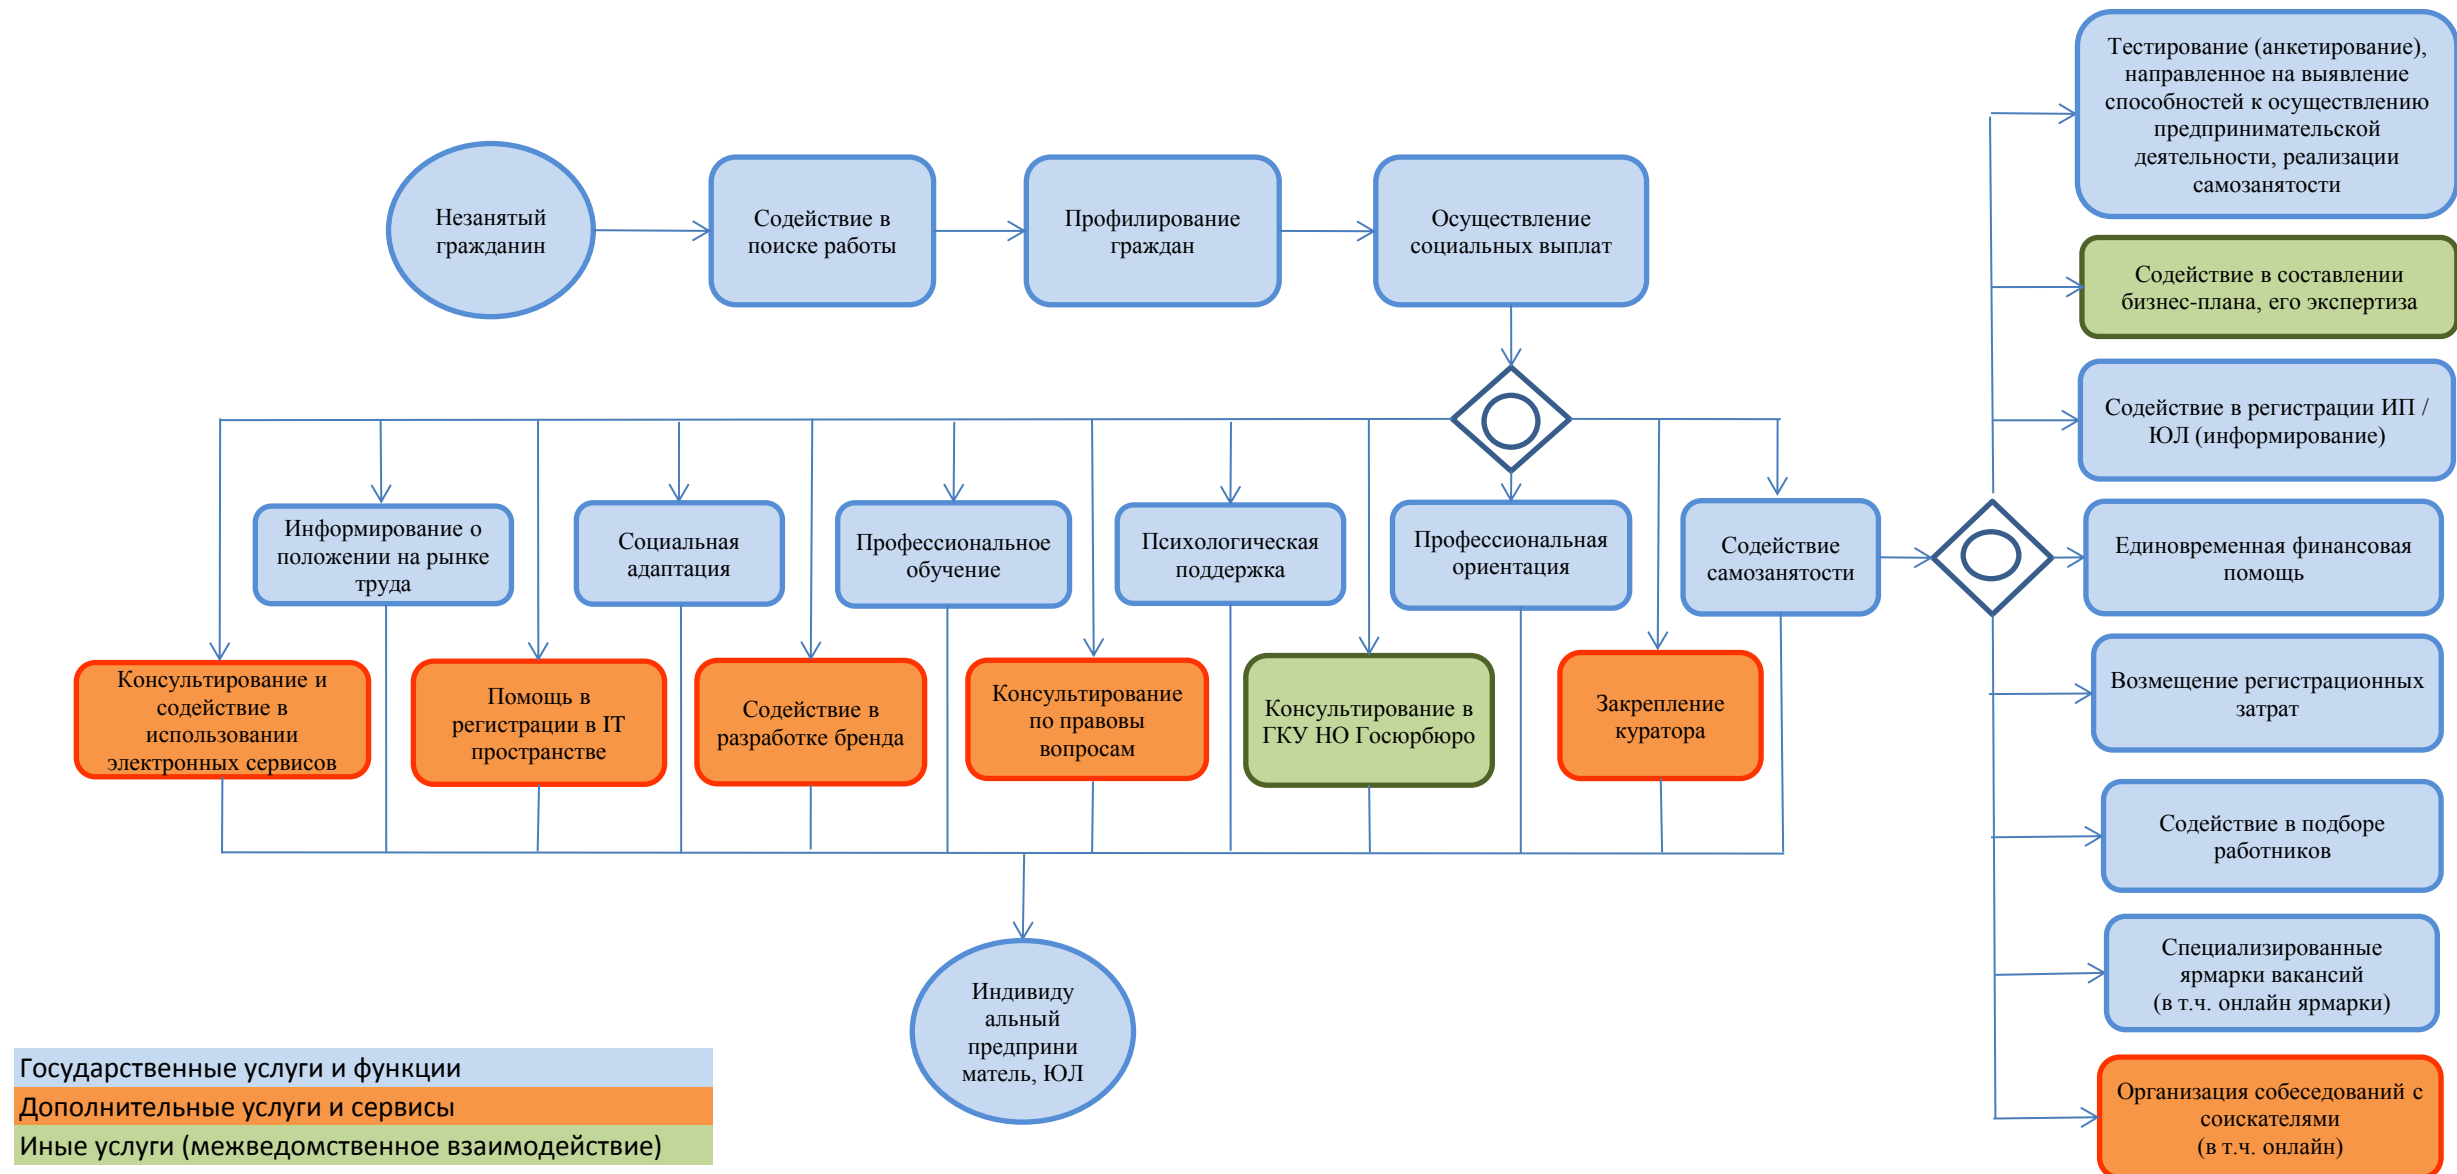 Тестирование (анкетирование),
направленное на выявление
способностей к осуществлению
предпринимательской
деятельности, реализации
самозанятости
Незанятый
гражданин
Содействие в
поиске работы
Профилирование
граждан
Осуществление
социальных выплат
Содействие в составлении
бизнес-плана, его экспертиза
Содействие в регистрации ИП /
ЮЛ (информирование)
Информирование о
положении на рынке
труда
Социальная
адаптация
Профессиональное
обучение
Психологическая
поддержка
Профессиональная
ориентация
Содействие
самозанятости
Единовременная финансовая
помощь
Консультирование и
содействие в
использовании
электронных сервисов
Помощь в
регистрации в IT
пространстве
Содействие в
разработке бренда
Консультирование
по правовы
вопросам
Консультирование в
ГКУ НО Госюрбюро
Закрепление
куратора
Возмещение регистрационных
затрат
Содействие в подборе
работников
Специализированные
ярмарки вакансий
(в т.ч. онлайн ярмарки)
Индивиду
альный
предприни
матель, ЮЛ
Организация собеседований с
соискателями
(в т.ч. онлайн)
Государственные услуги и функции
Дополнительные услуги и сервисы
Иные услуги (межведомственное взаимодействие)